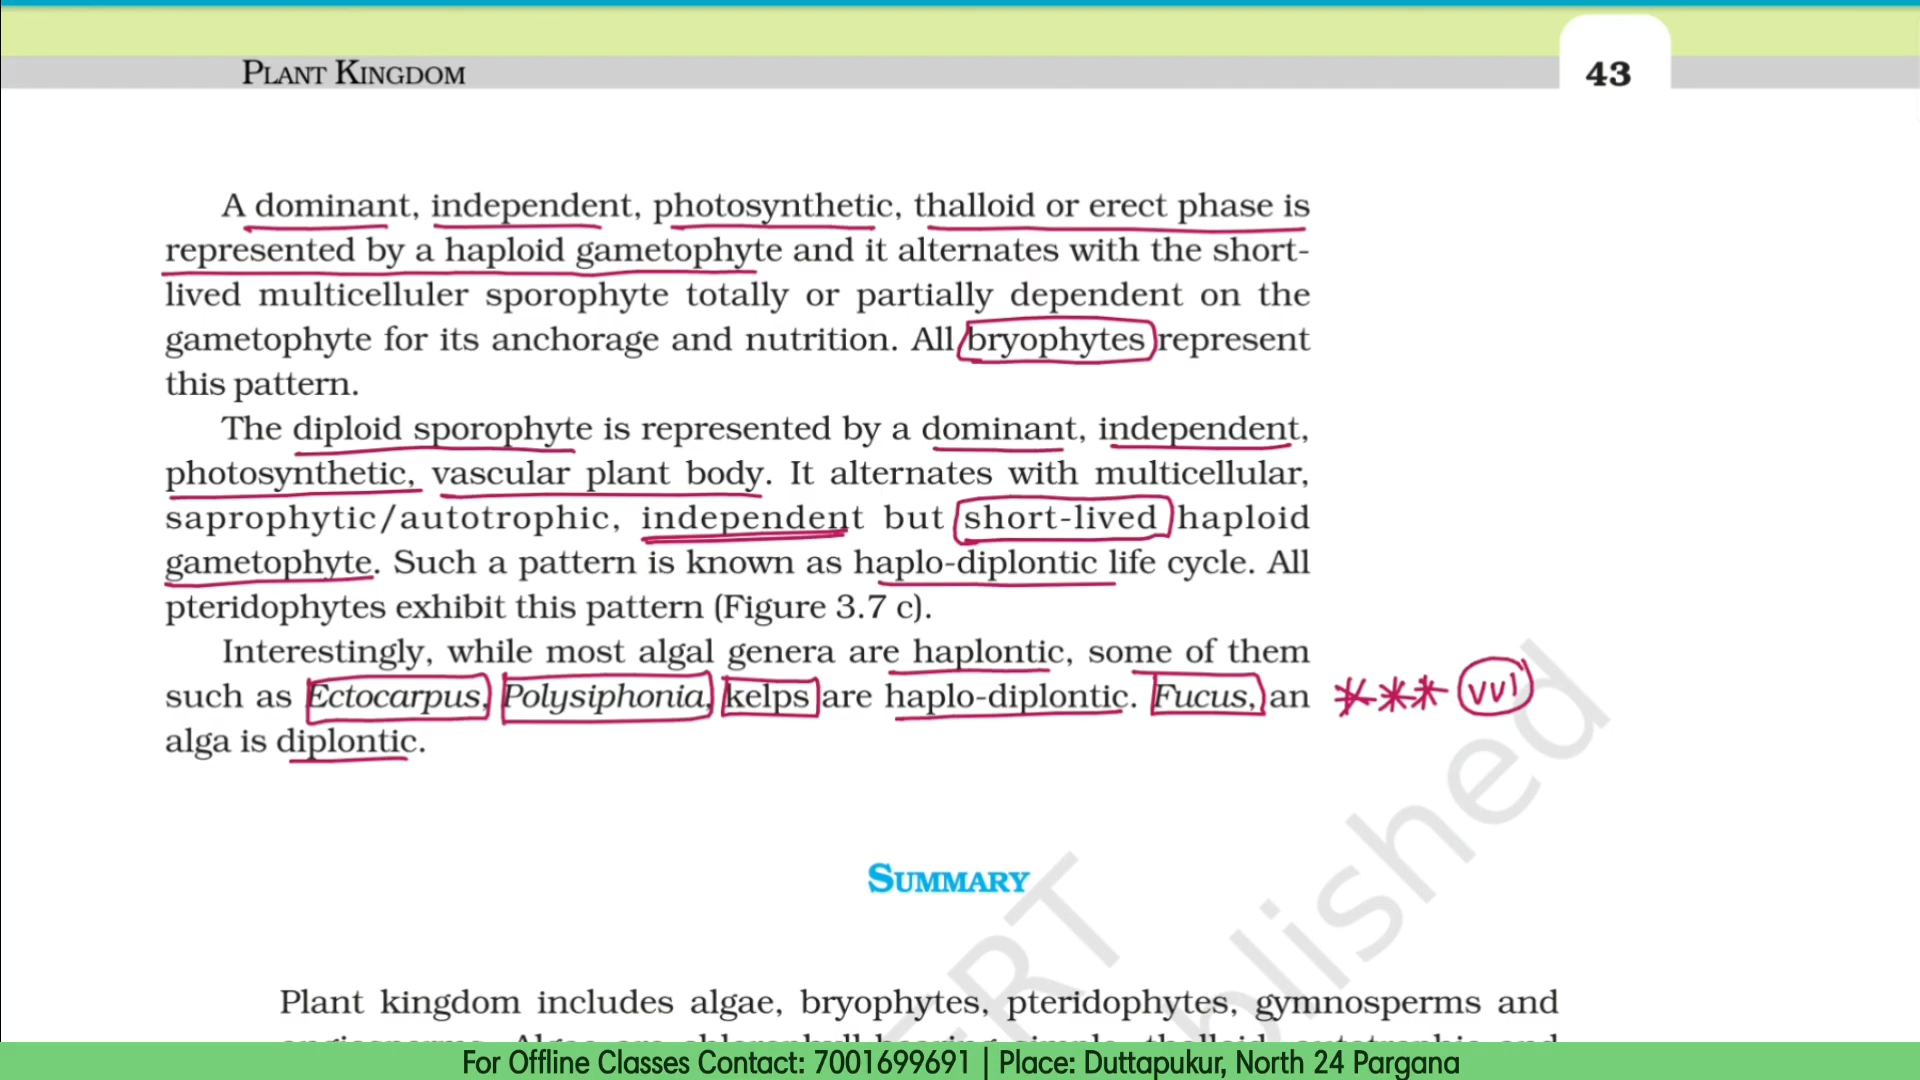 PLANT KINGDOM
43
A dominant, independent, photosynthetic, thalloid or erect phase is
represented by a haploid gametophyte and it alternates with the short-
lived multicelluler sporophyte totally or partially dependent on the
gametophyte for its anchorage and nutrition. All bryophytes represent
this pattern.
The diploid sporophyte is represented by a dominant, independent,
photosynthetic, vascular plant body. It alternates with multicellular,
saprophytic/autotrophic, independent but short-lived haploid
gametophyte. Such a pattern is known as haplo-diplontic life cycle. All
pteridophytes exhibit this pattern (Figure 3.7 c).
Interestingly, while most algal genera are haplontic, some of them
such as Ectocarpus, Polysiphonia, kelps are haplo-diplontic. Fucus, an
*** VVI
alga is diplontic.
SUMMARY
Plant kingdom includes algae, bryophytes, pteridophytes, gymnosperms and
For Offline Classes Contact: 7001699691 | Place: Duttapukur, North 24 Pargana